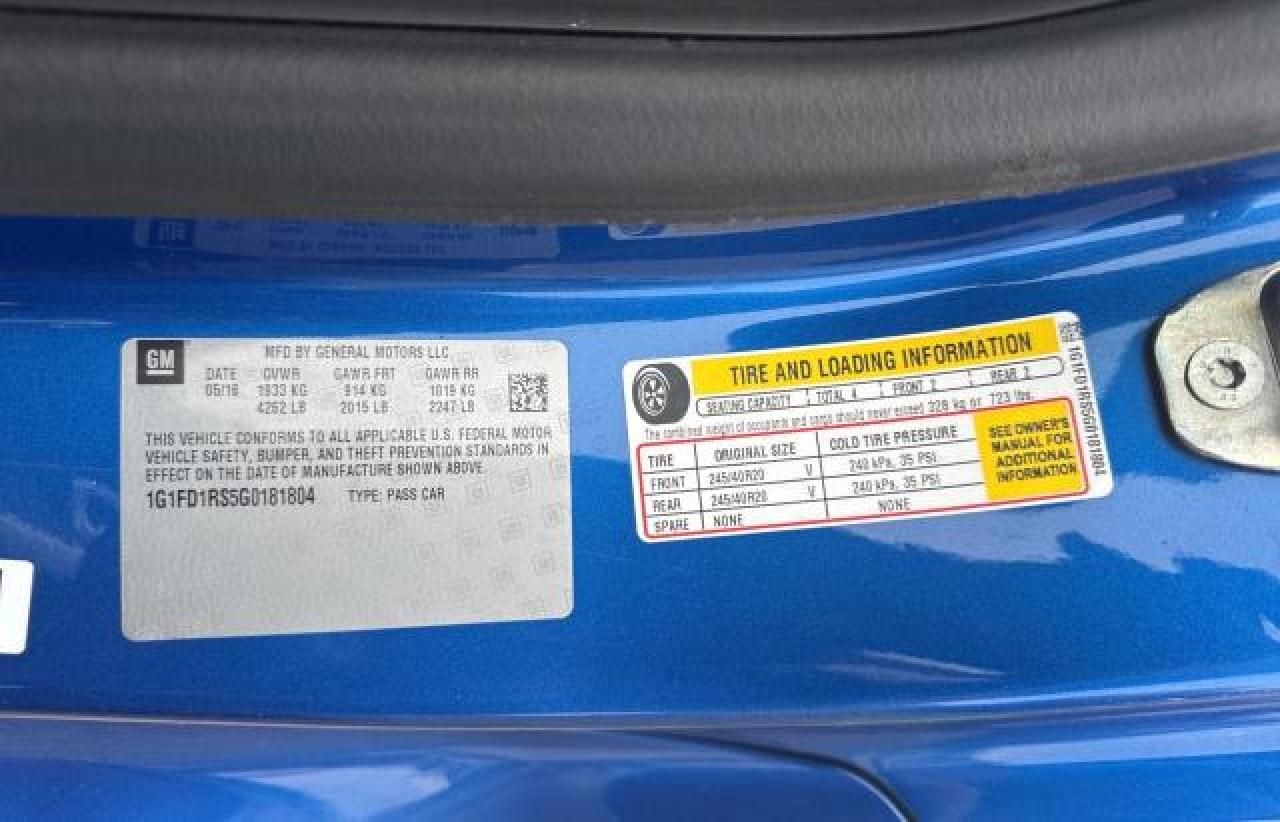 GM
MFD BY GENERAL MOTORS LLC
DATE GVWR GAWR FRT GAWR RR
05/16 1933 KG 914 KG 1019 KG
4262 LB 2015 LB 2247 LB
THIS VEHICLE CONFORMS TO ALL APPLICABLE U.S. FEDERAL MOTOR
VEHICLE SAFETY, BUMPER, AND THEFT PREVENTION STANDARDS IN
EFFECT ON THE DATE OF MANUFACTURE SHOWN ABOVE.
1G1FD1RS5G0181804 TYPE: PASS CAR
TIRE AND LOADING INFORMATION
SEATING CAPACITY TOTAL 4 FRONT 2 REAR 2
The combined weight of occupants and cargo should never exceed 328 kg or 723 lbs.
TIRE ORIGINAL SIZE COLD TIRE PRESSURE
FRONT 245/40R20 V 240 kPa, 35 PSI
REAR 245/40R20 V 240 kPa, 35 PSI
SPARE NONE NONE
SEE OWNER'S
MANUAL FOR
ADDITIONAL
INFORMATION
1G1FD1RS5G0181804